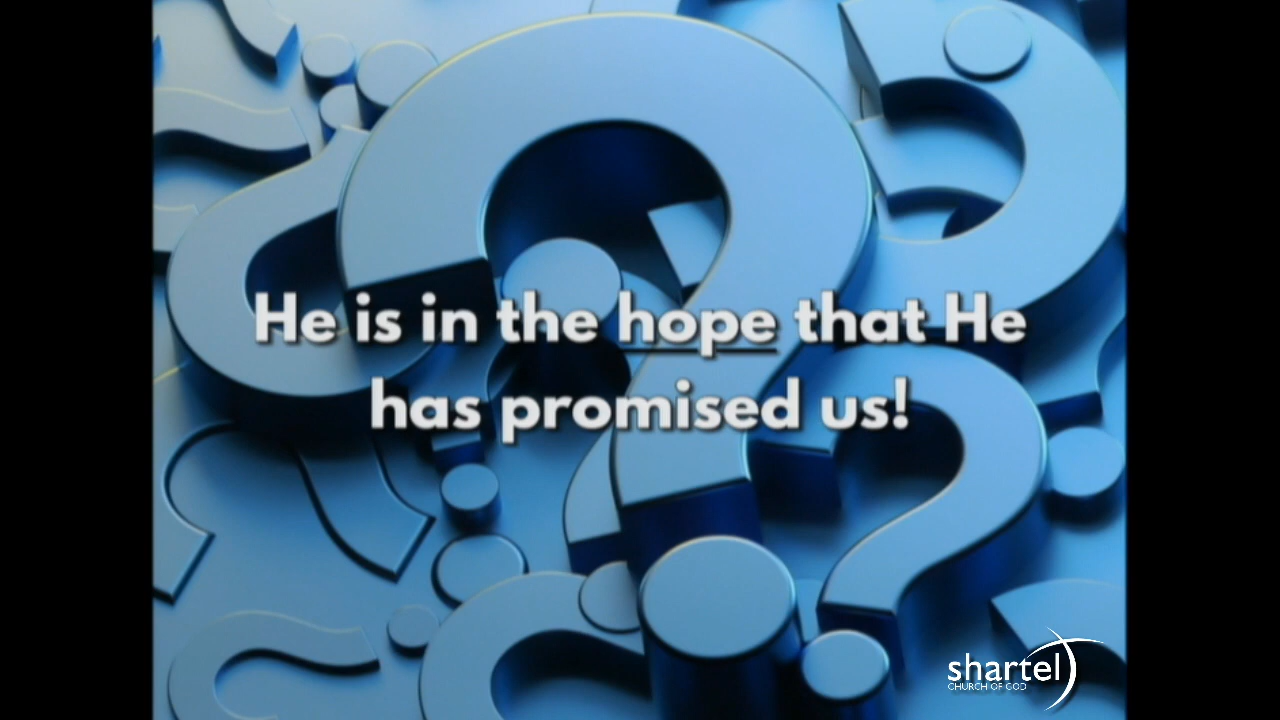 He is in the hope that He
has promised us!
shartel
CHURCH OF GOD